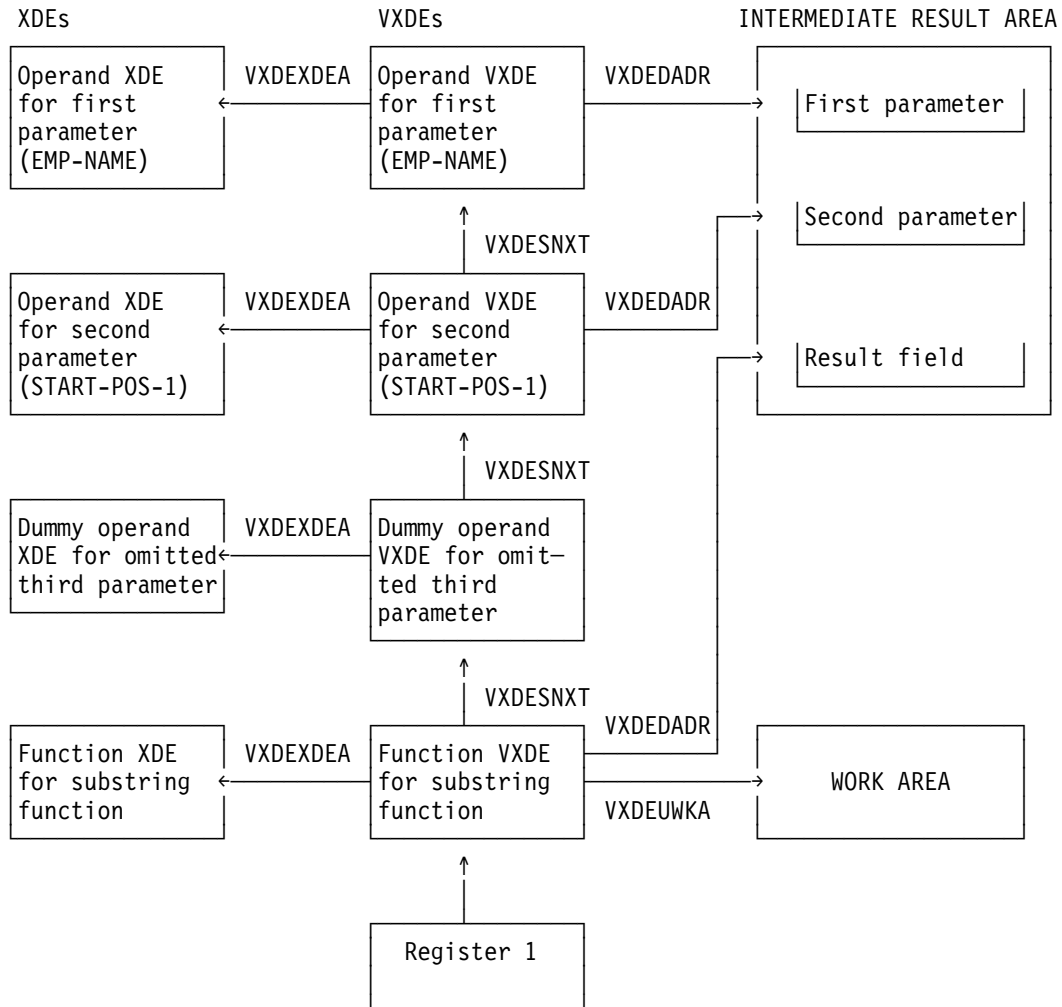 XDEs
VXDEs
INTERMEDIATE RESULT AREA
Operand XDE
for first
parameter
(EMP-NAME)
VXDEXDEA
Operand VXDE
for first
parameter
(EMP-NAME)
VXDEDADR
First parameter
Second parameter
VXDESNXT
Operand XDE
for second
parameter
(START-POS-1)
VXDEXDEA
Operand VXDE
for second
parameter
(START-POS-1)
VXDEDADR
Result field
VXDESNXT
Dummy operand
XDE for omitted
third parameter
VXDEXDEA
Dummy operand
VXDE for omit-
ted third
parameter
VXDESNXT
Function XDE
for substring
function
VXDEXDEA
Function VXDE
for substring
function
VXDEDADR
VXDEUWKA
WORK AREA
Register 1